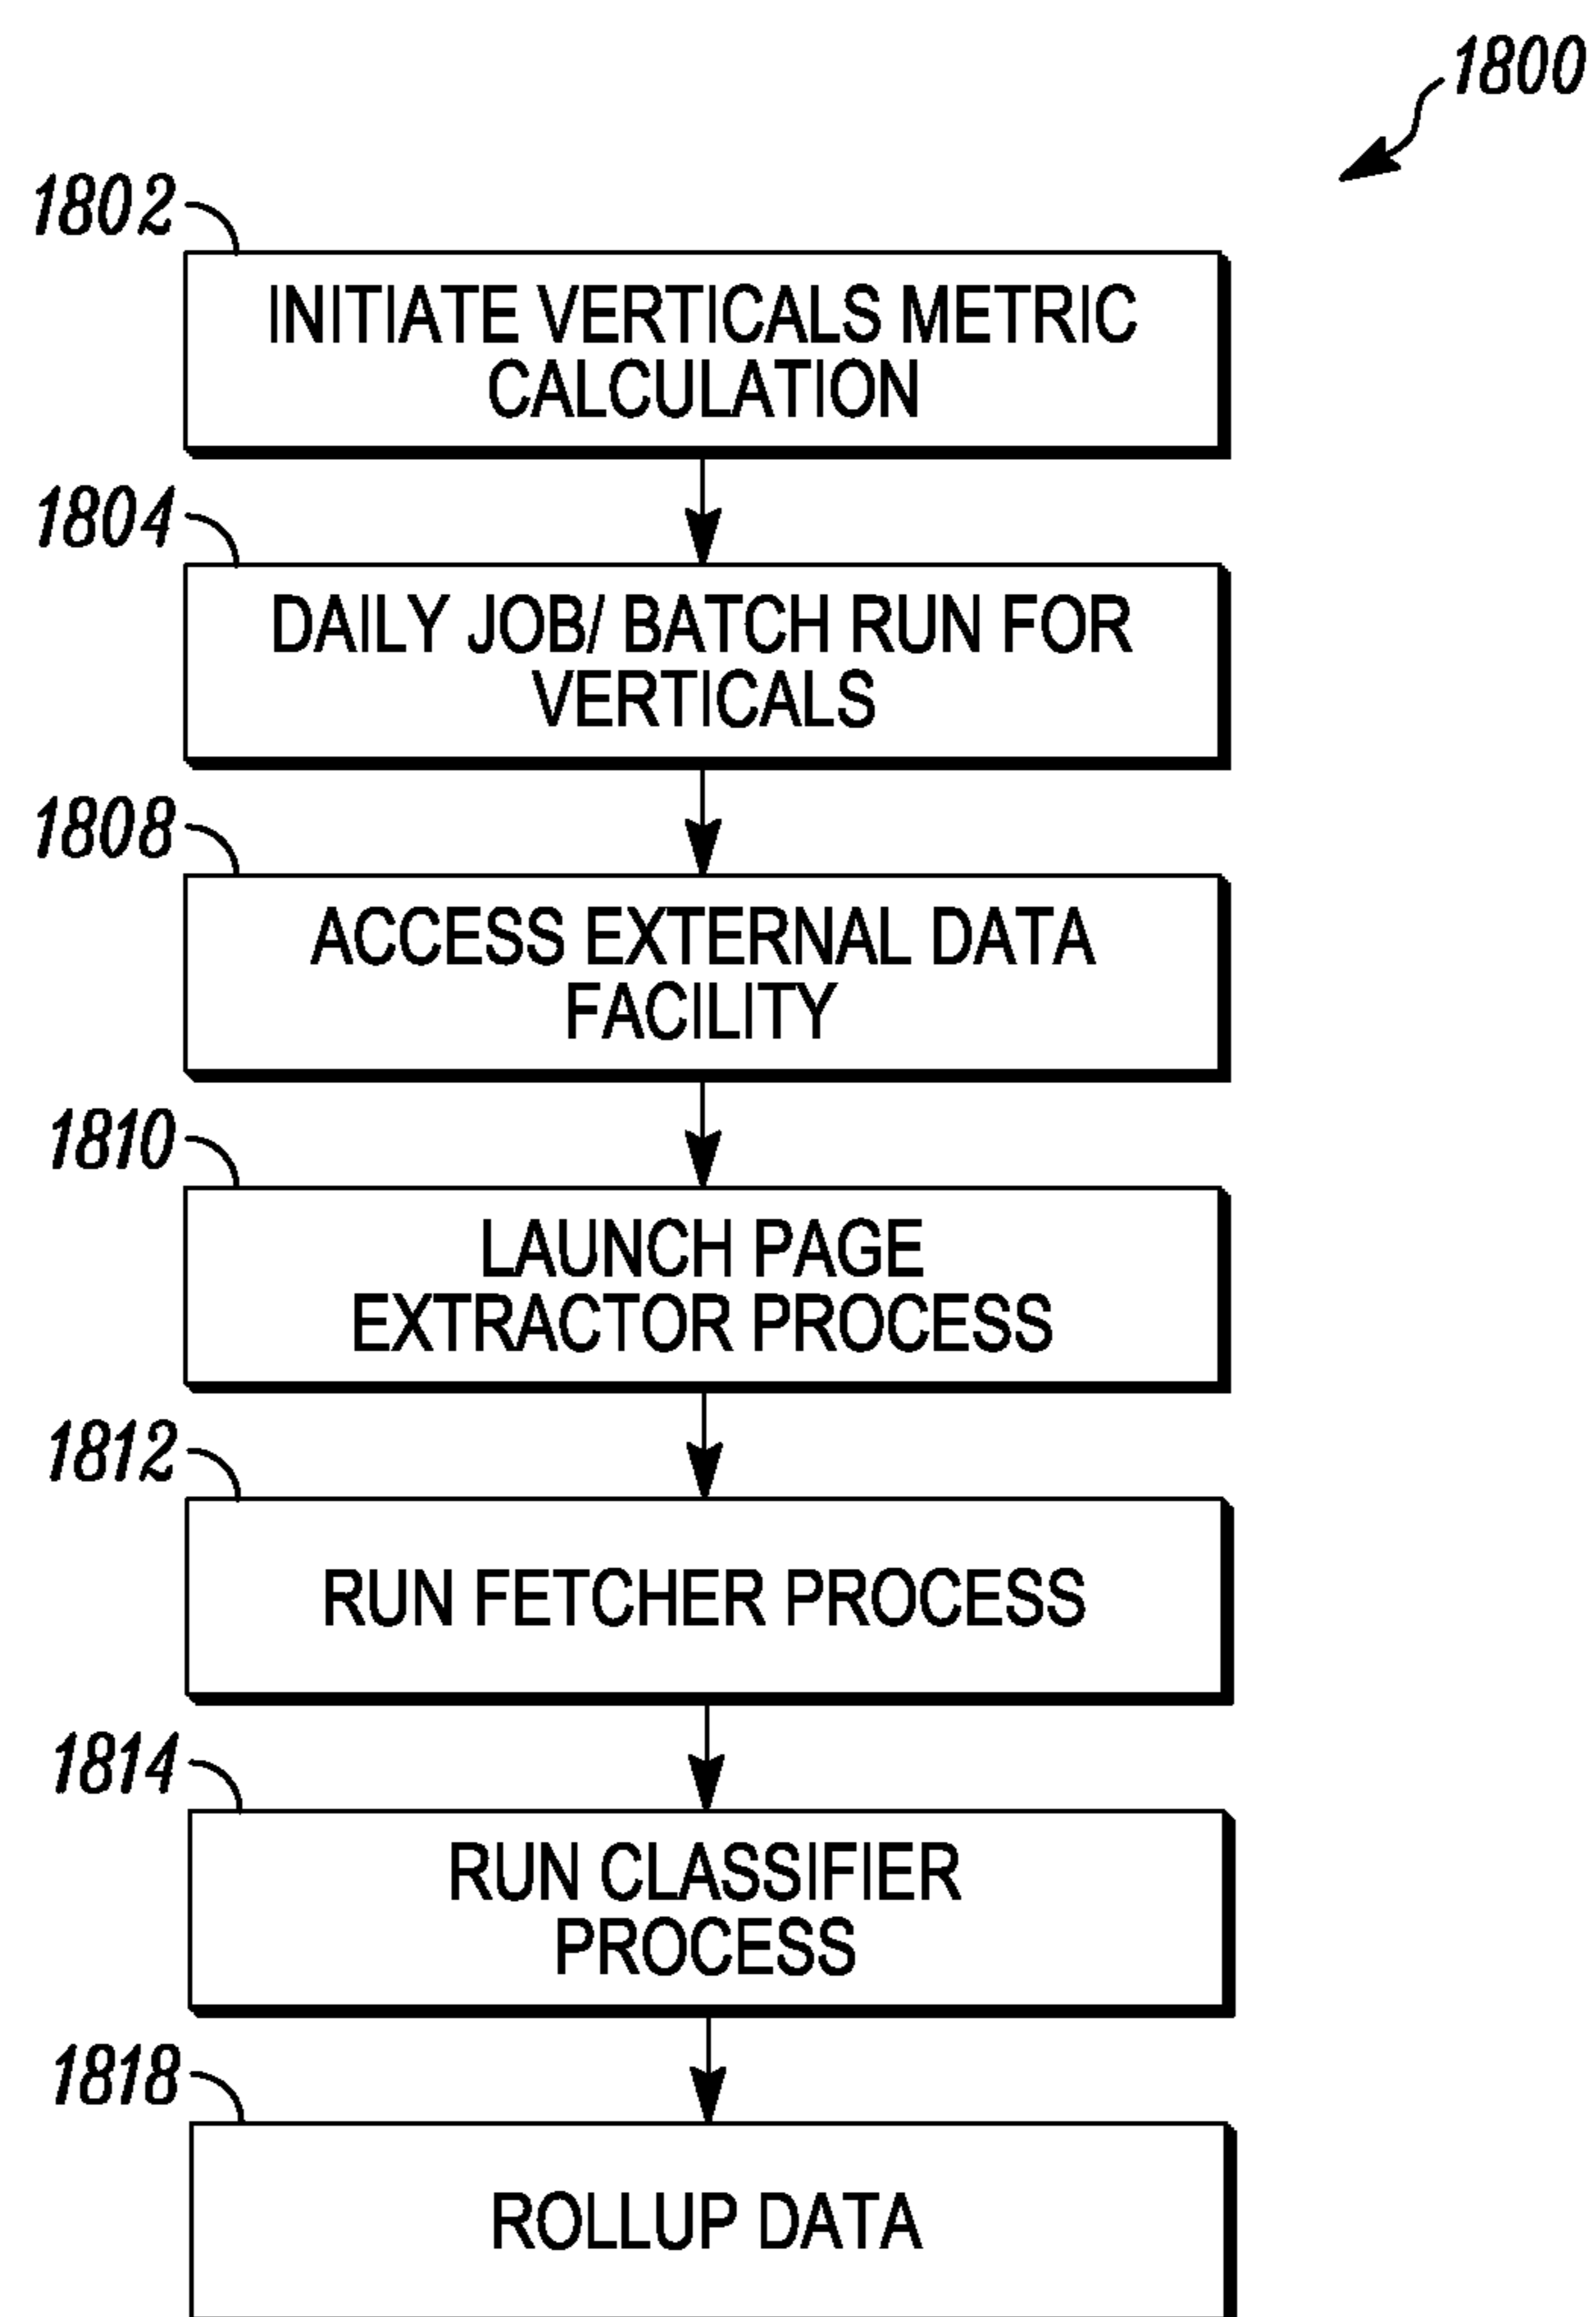 1800
1802
INITIATE VERTICALS METRIC
CALCULATION
1804
DAILY JOB/ BATCH RUN FOR
VERTICALS
1808
ACCESS EXTERNAL DATA
FACILITY
1810
LAUNCH PAGE
EXTRACTOR PROCESS
1812
RUN FETCHER PROCESS
1814
RUN CLASSIFIER
PROCESS
1818
ROLLUP DATA